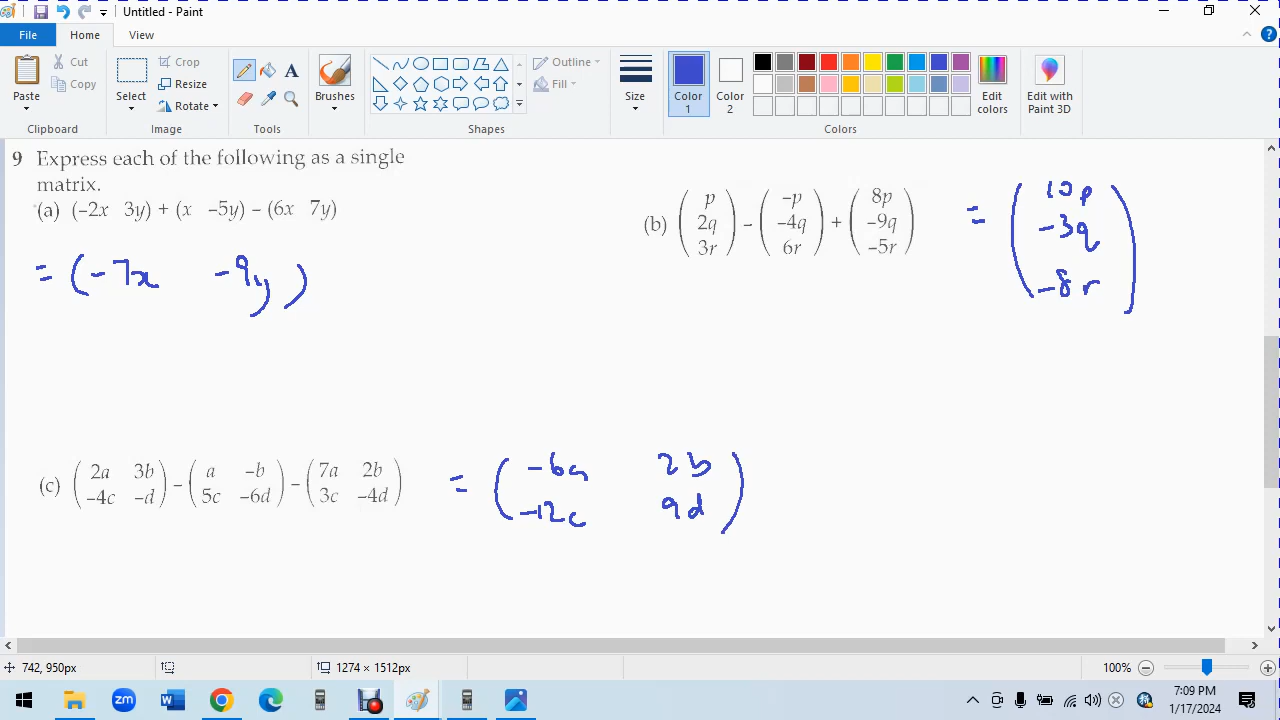 Untitled - Paint
File Home View
Paste Cut Copy Clipboard
Select Crop Resize Rotate Image
A Tools
Brushes
Outline Fill Shapes
Size
Color 1 Color 2 Edit colors Colors
Edit with Paint 3D
9 Express each of the following as a single
matrix.
(a) (–2x 3y) + (x –5y) – (6x 7y)
= (-7x -9y)
(b) ( p 2q 3r ) – ( –p –4q 6r ) + ( 8p –9q –5r ) = ( 10p -3q -8r )
(c) ( 2a 3b –4c –d ) – ( a –b 5c –6d ) – ( 7a 2b 3c –4d ) = ( -6a 2b -12c 9d )
742, 950px 1274 × 1512px 100%
zm W
7:09 PM
1/17/2024